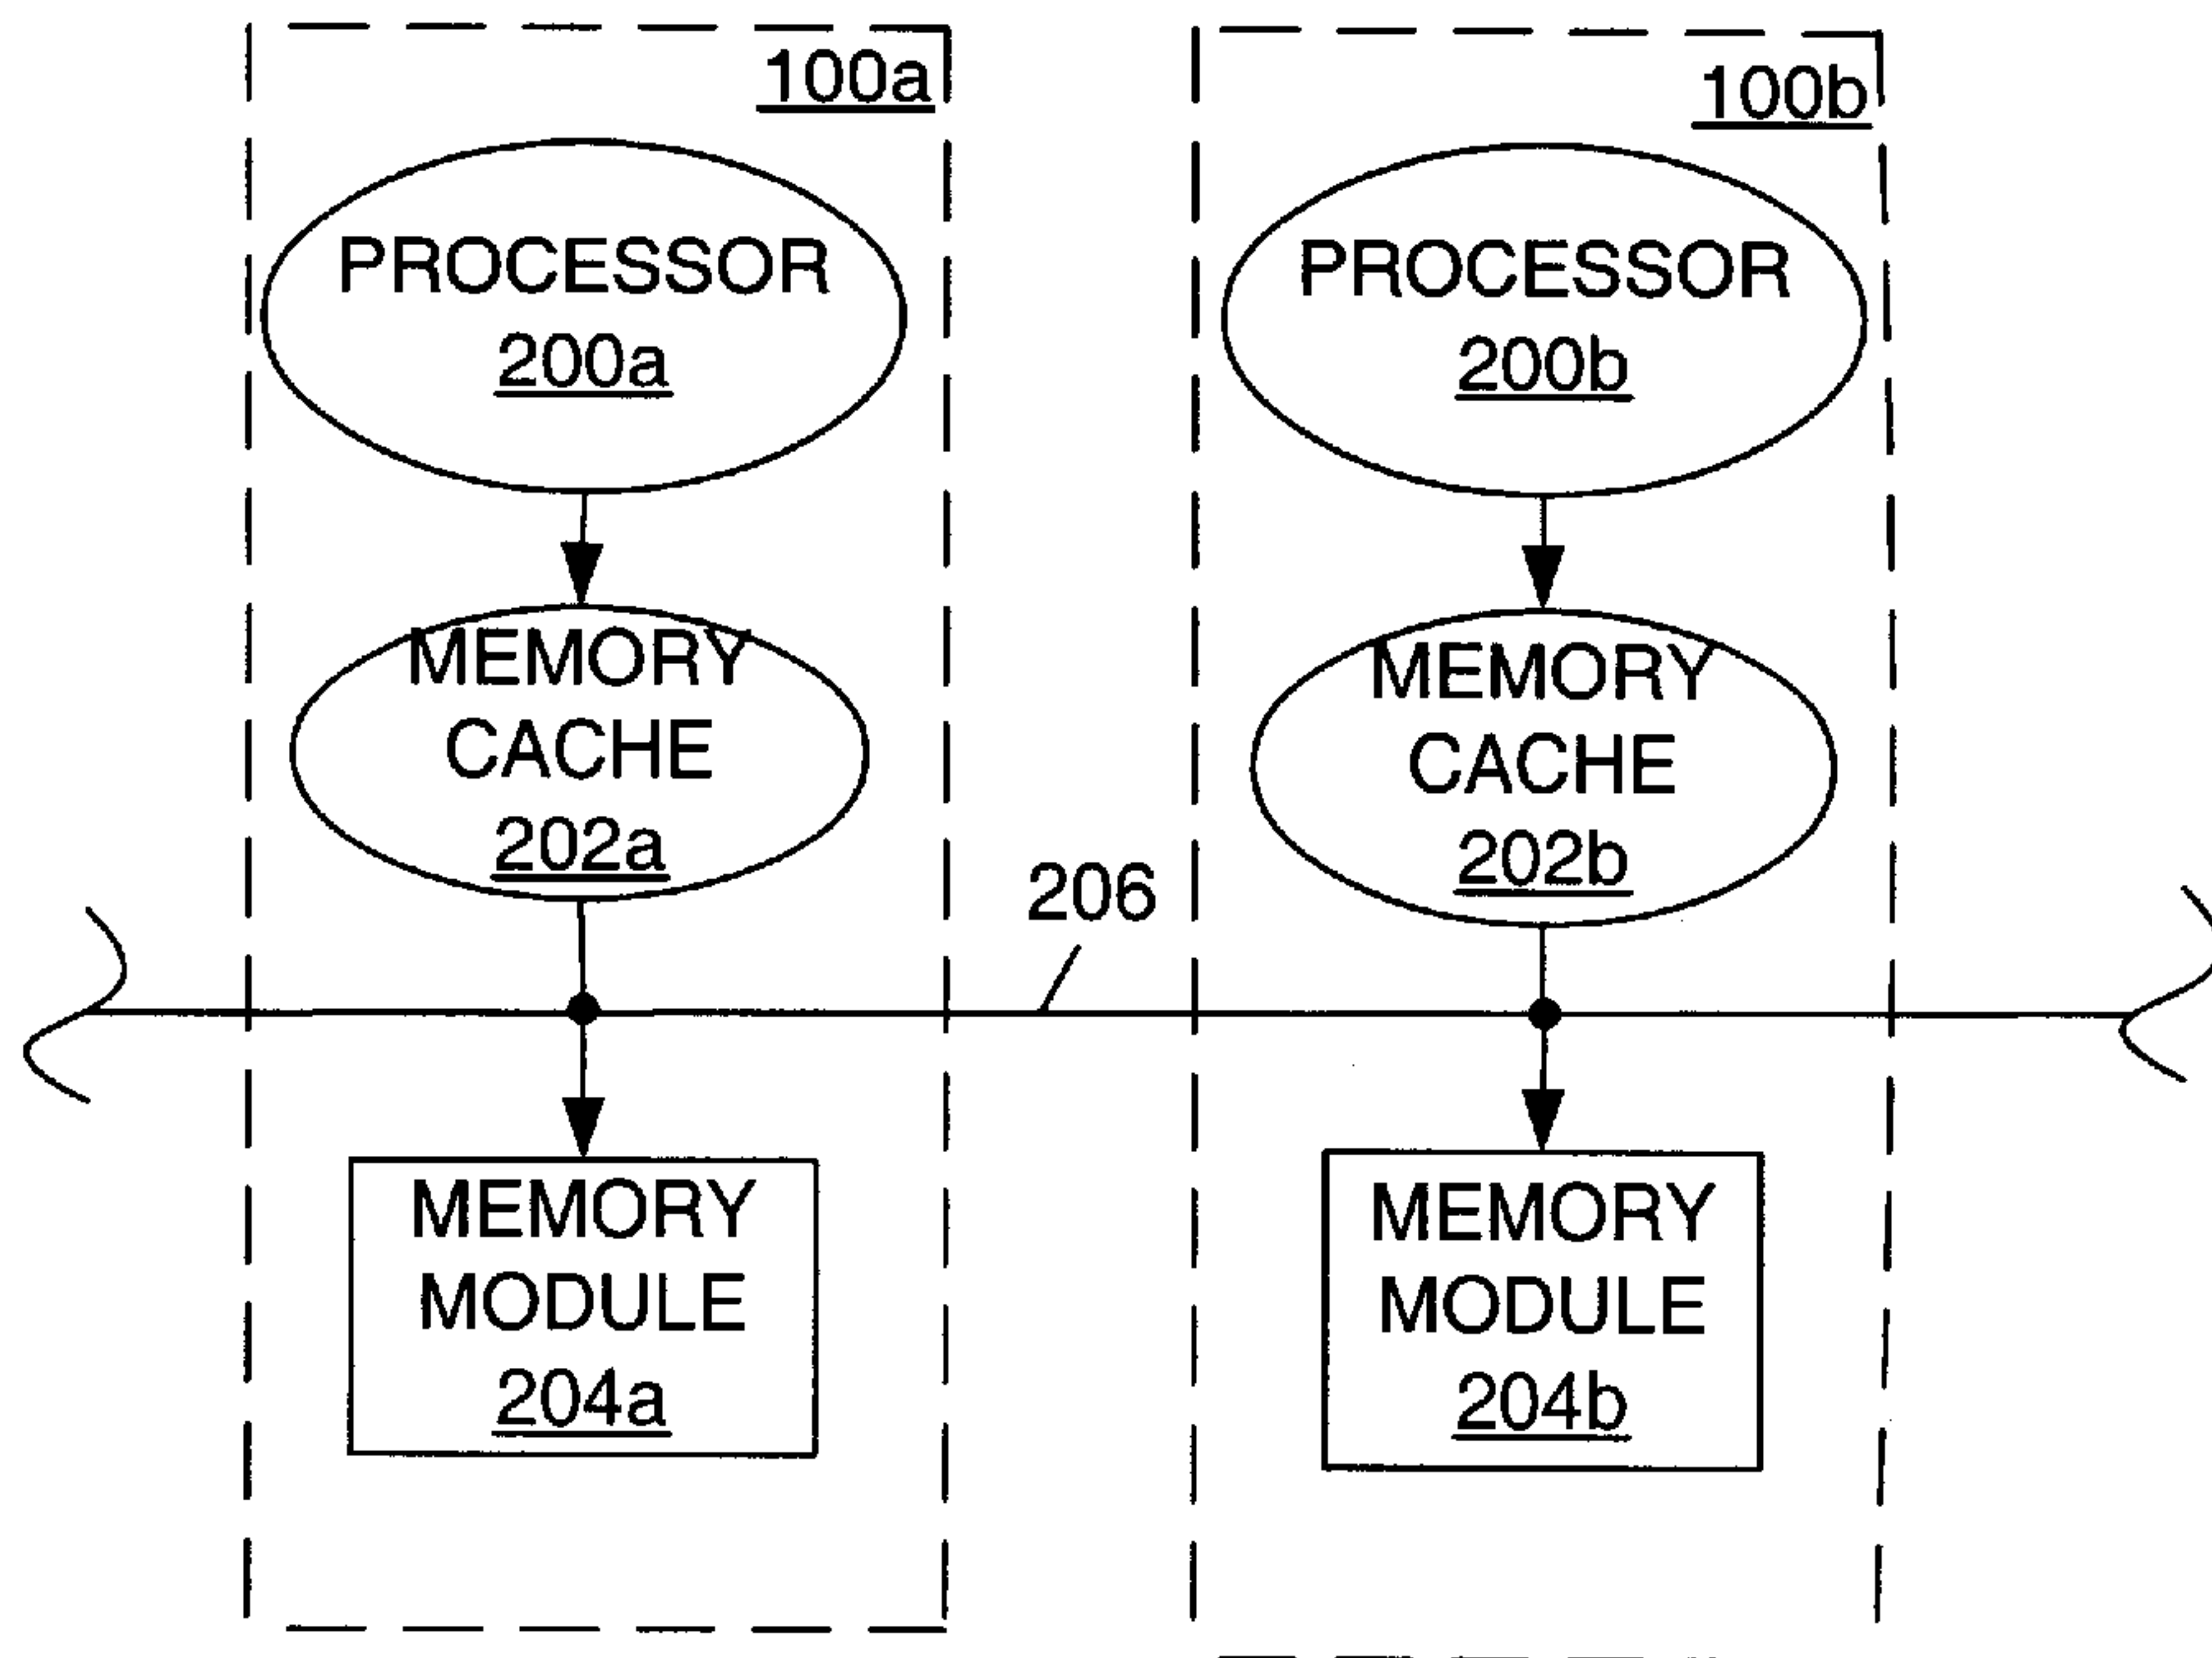 100a
PROCESSOR
200a
MEMORY
CACHE
202a
MEMORY
MODULE
204a
206
100b
PROCESSOR
200b
MEMORY
CACHE
202b
MEMORY
MODULE
204b